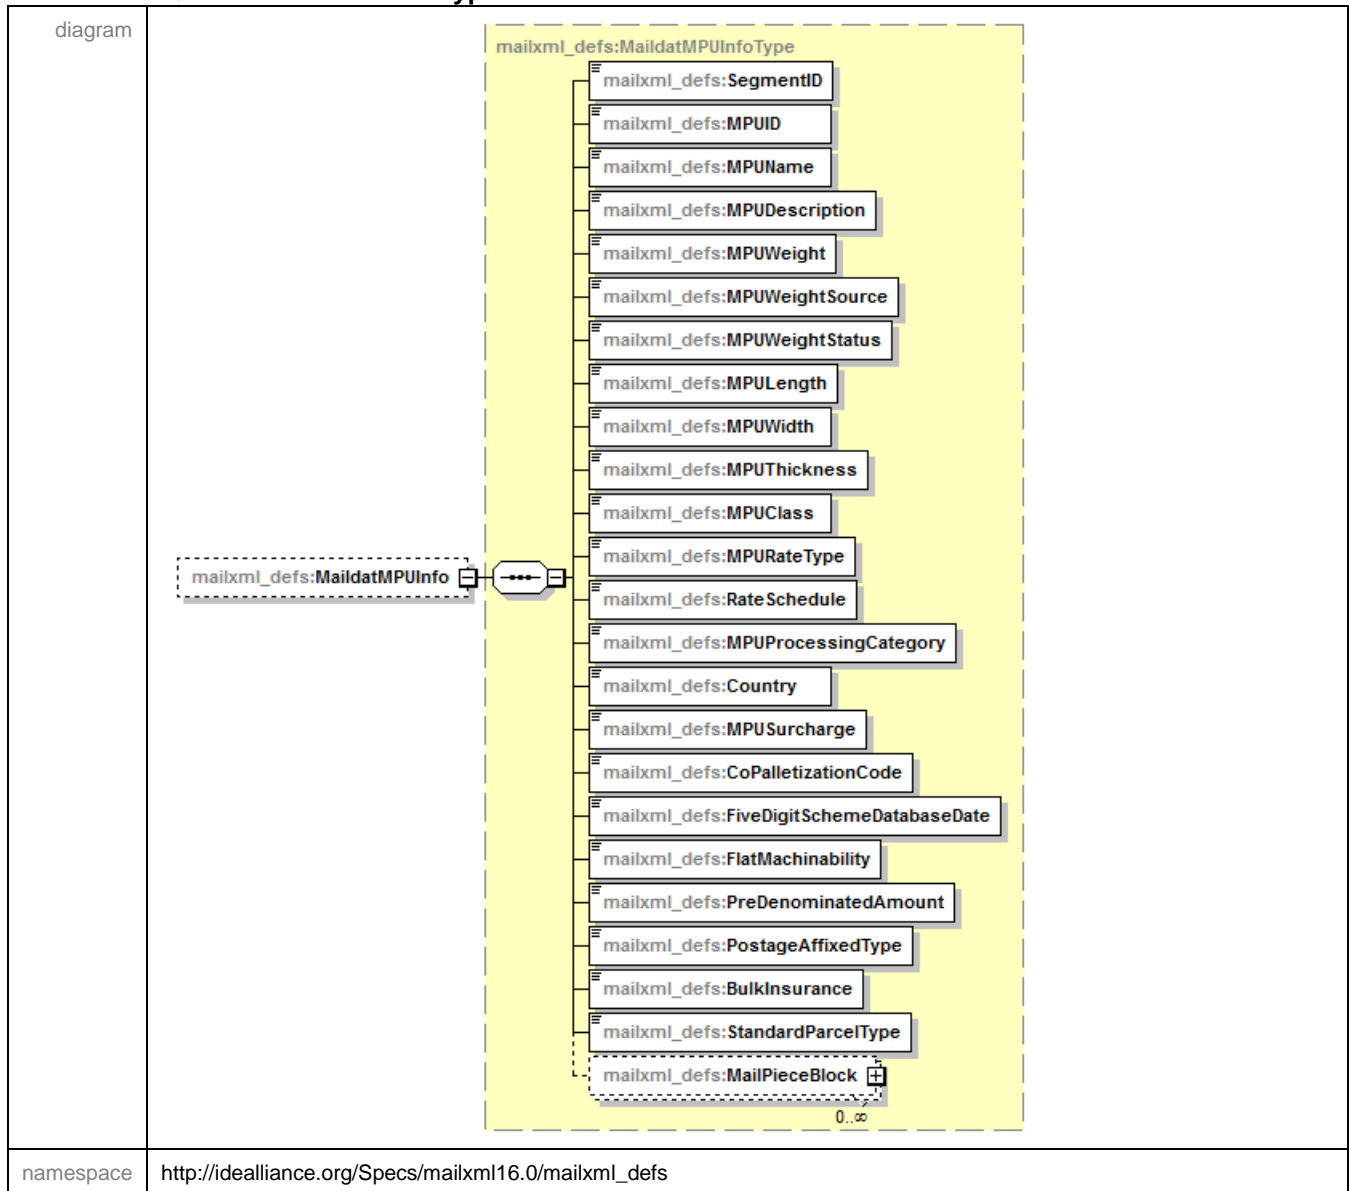 diagram
mailxml_defs:MaildatMPUInfoType
mailxml_defs:SegmentID
mailxml_defs:MPUID
mailxml_defs:MPUName
mailxml_defs:MPUDescription
mailxml_defs:MPUWeight
mailxml_defs:MPUWeightSource
mailxml_defs:MPUWeightStatus
mailxml_defs:MPULength
mailxml_defs:MPUWidth
mailxml_defs:MPUThickness
mailxml_defs:MPUClass
mailxml_defs:MPURateType
mailxml_defs:MaildatMPUInfo
mailxml_defs:RateSchedule
mailxml_defs:MPUProcessingCategory
mailxml_defs:Country
mailxml_defs:MPUSurcharge
mailxml_defs:CoPalletizationCode
mailxml_defs:FiveDigitSchemeDatabaseDate
mailxml_defs:FlatMachinability
mailxml_defs:PreDenominatedAmount
mailxml_defs:PostageAffixedType
mailxml_defs:BulkInsurance
mailxml_defs:StandardParcelType
mailxml_defs:MailPieceBlock
0..∞
namespace
http://idealliance.org/Specs/mailxml16.0/mailxml_defs